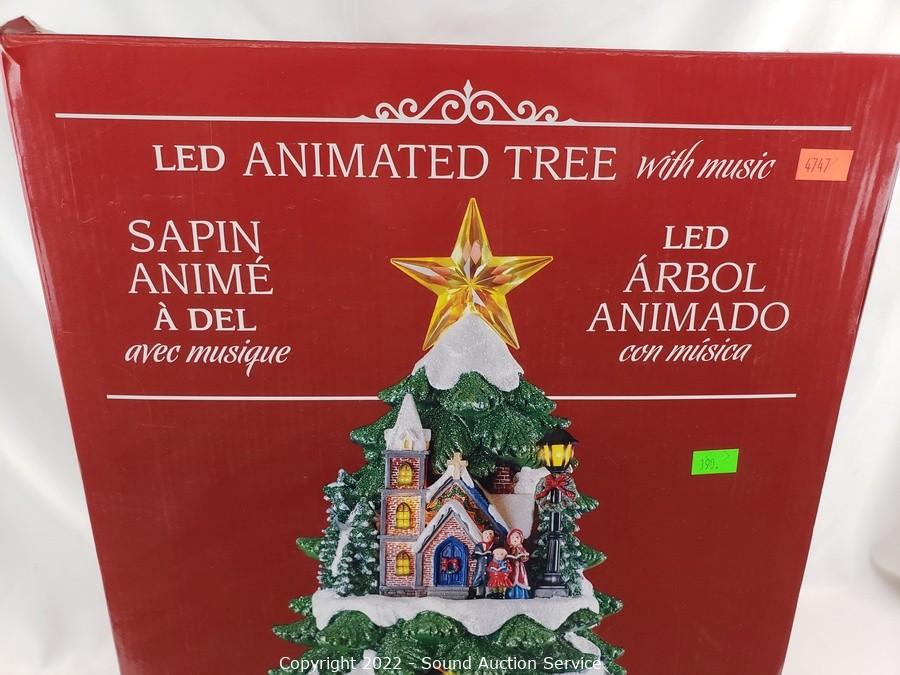 LED ANIMATED TREE with music
4747
SAPIN
ANIMÉ
À DEL
avec musique
LED
ÁRBOL
ANIMADO
con música
199.
Copyright 2022 - Sound Auction Service